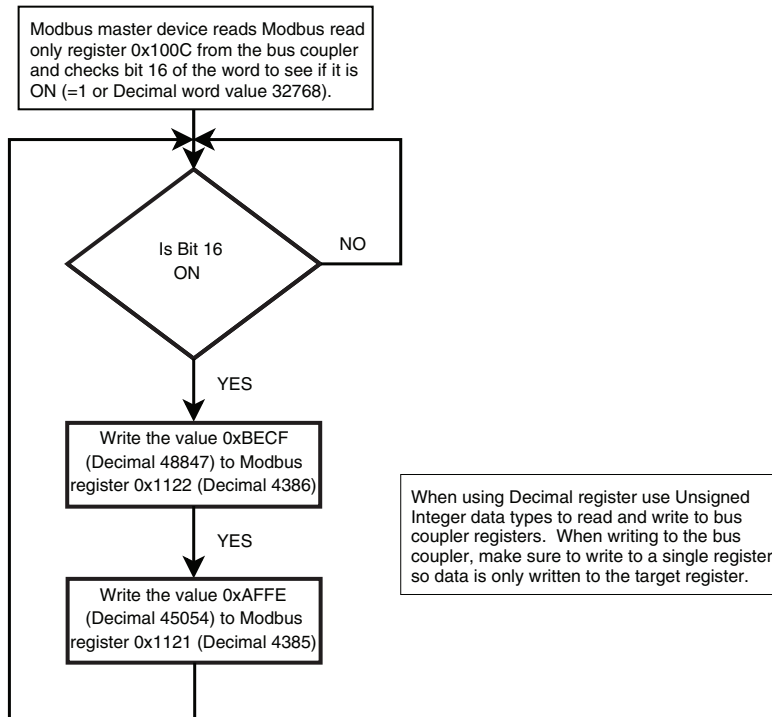 Modbus master device reads Modbus read
only register 0x100C from the bus coupler
and checks bit 16 of the word to see if it is
ON (=1 or Decimal word value 32768).
Is Bit 16
ON
NO
YES
Write the value 0xBECF
(Decimal 48847) to Modbus
register 0x1122 (Decimal 4386)
YES
Write the value 0xAFFE
(Decimal 45054) to Modbus
register 0x1121 (Decimal 4385)
When using Decimal register use Unsigned
Integer data types to read and write to bus
coupler registers. When writing to the bus
coupler, make sure to write to a single register
so data is only written to the target register.